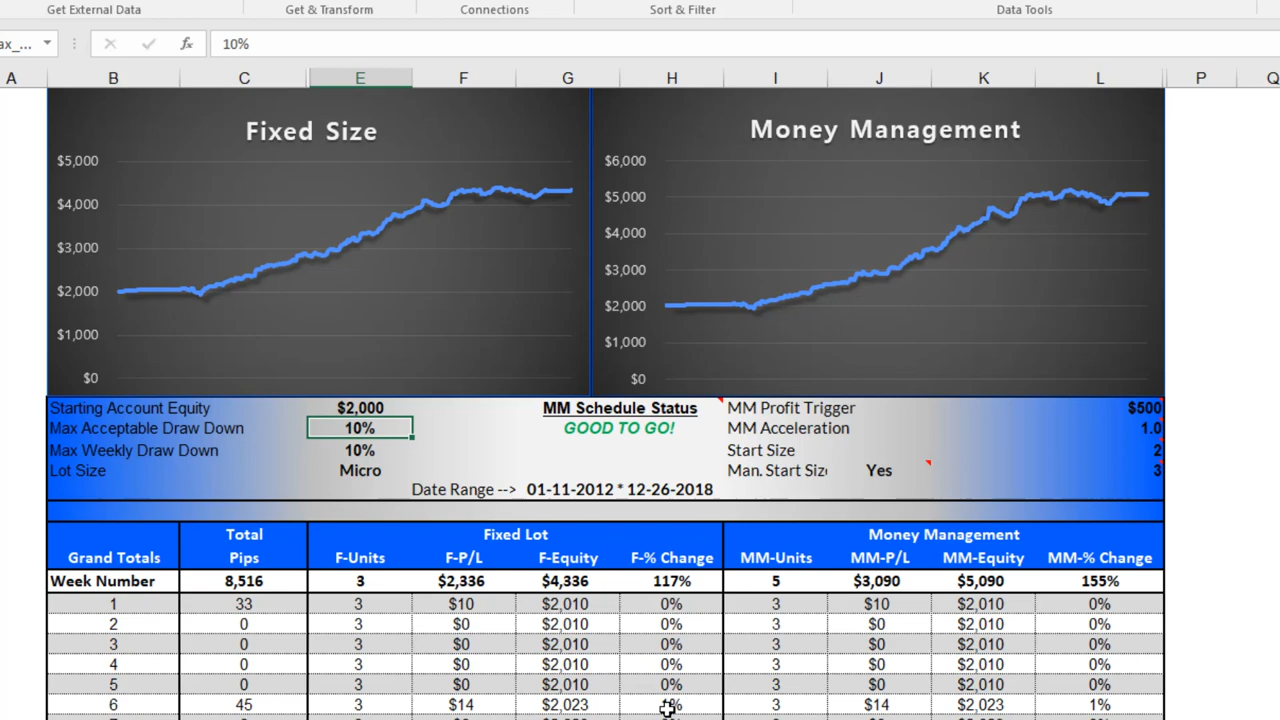 Get External Data Get & Transform Connections Sort & Filter Data Tools
ax_... fx 10%
A B C E F G H I J K L P Q
Fixed Size
$5,000
$4,000
$3,000
$2,000
$1,000
$0
Money Management
$6,000
$5,000
$4,000
$3,000
$2,000
$1,000
$0
Starting Account Equity $2,000 MM Schedule Status MM Profit Trigger $500
Max Acceptable Draw Down 10% GOOD TO GO! MM Acceleration 1.0
Max Weekly Draw Down 10% Start Size 2
Lot Size Micro Man. Start Size Yes 3
Date Range --> 01-11-2012 * 12-26-2018
Total Fixed Lot Money Management
Grand Totals Pips F-Units F-P/L F-Equity F-% Change MM-Units MM-P/L MM-Equity MM-% Change
Week Number 8,516 3 $2,336 $4,336 117% 5 $3,090 $5,090 155%
1 33 3 $10 $2,010 0% 3 $10 $2,010 0%
2 0 3 $0 $2,010 0% 3 $0 $2,010 0%
3 0 3 $0 $2,010 0% 3 $0 $2,010 0%
4 0 3 $0 $2,010 0% 3 $0 $2,010 0%
5 0 3 $0 $2,010 0% 3 $0 $2,010 0%
6 45 3 $14 $2,023 % 3 $14 $2,023 1%